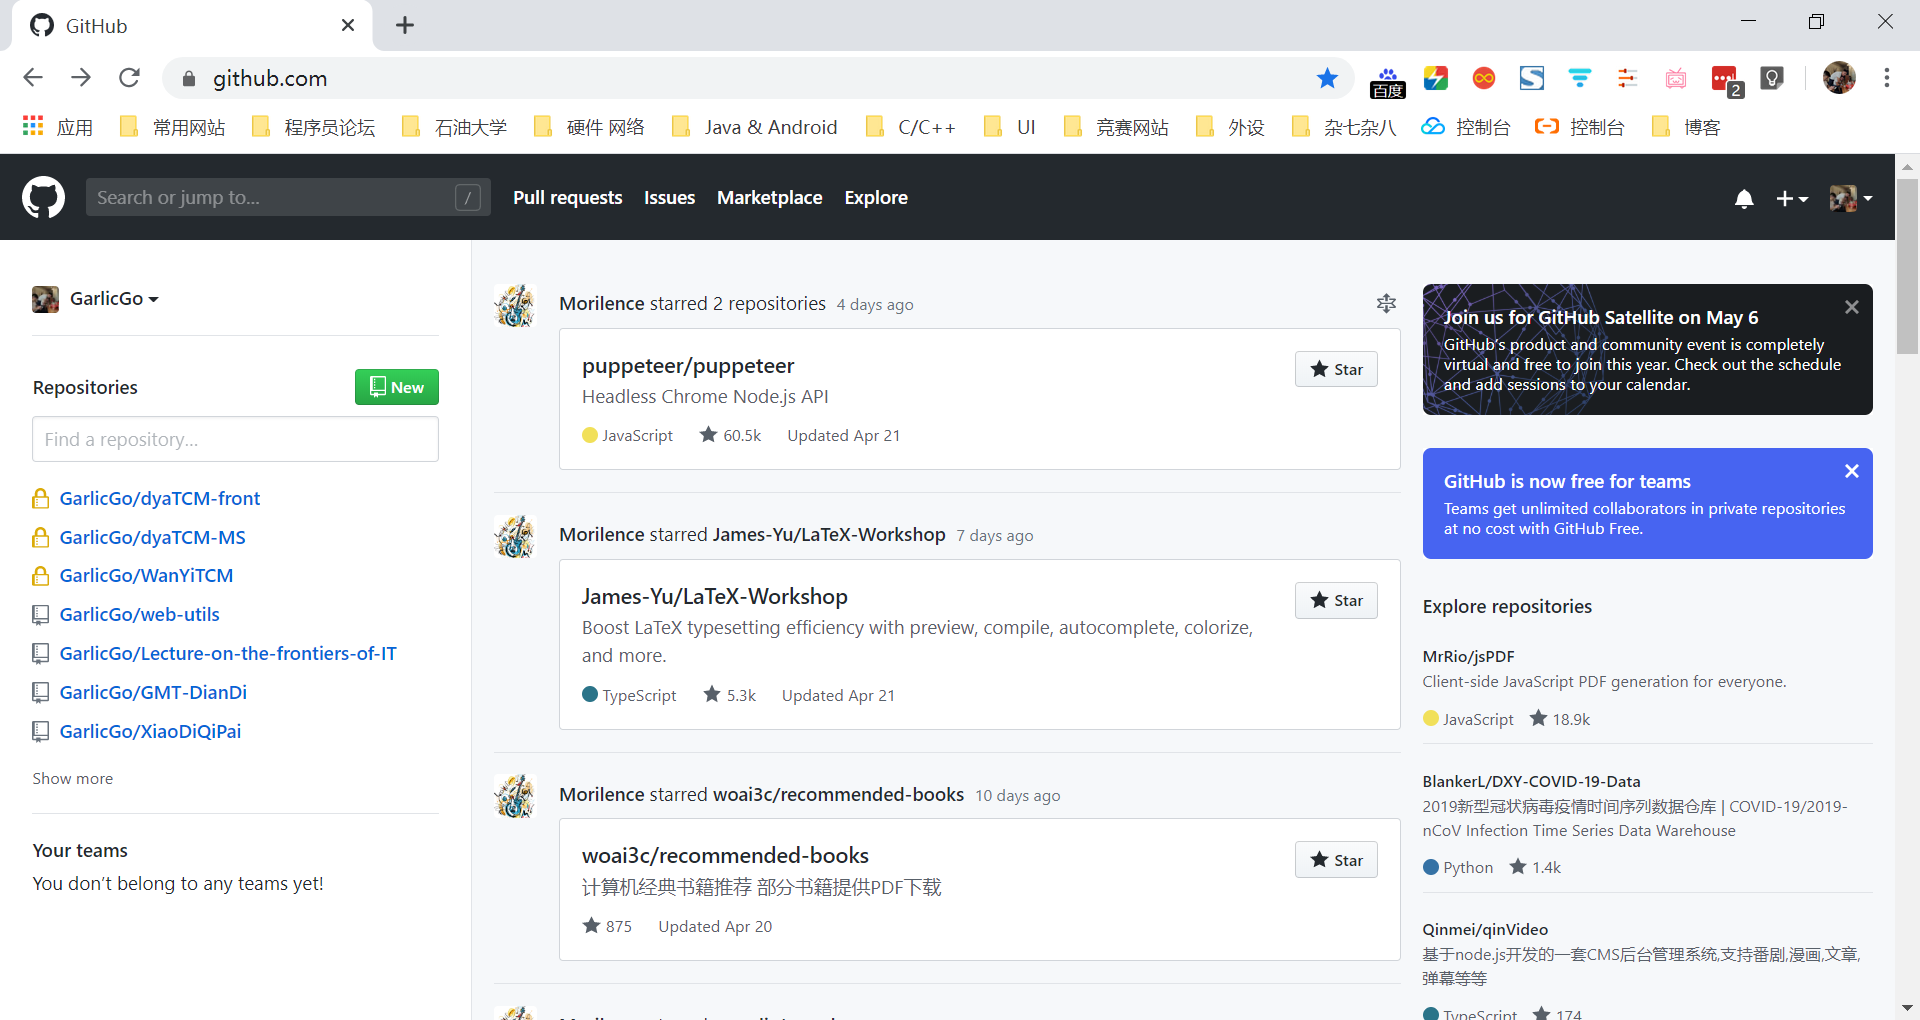 GitHub
github.com
百度
2
应用
常用网站
程序员论坛
石油大学
硬件 网络
Java & Android
C/C++
UI
竞赛网站
外设
杂七杂八
控制台
控制台
博客
Search or jump to...
/
Pull requests
Issues
Marketplace
Explore
GarlicGo
Repositories
New
Find a repository...
GarlicGo/dyaTCM-front
GarlicGo/dyaTCM-MS
GarlicGo/WanYiTCM
GarlicGo/web-utils
GarlicGo/Lecture-on-the-frontiers-of-IT
GarlicGo/GMT-DianDi
GarlicGo/XiaoDiQiPai
Show more
Your teams
You don’t belong to any teams yet!
Morilence starred 2 repositories 4 days ago
puppeteer/puppeteer
Star
Headless Chrome Node.js API
JavaScript 60.5k Updated Apr 21
Morilence starred James-Yu/LaTeX-Workshop 7 days ago
James-Yu/LaTeX-Workshop
Star
Boost LaTeX typesetting efficiency with preview, compile, autocomplete, colorize,
and more.
TypeScript 5.3k Updated Apr 21
Morilence starred woai3c/recommended-books 10 days ago
woai3c/recommended-books
Star
计算机经典书籍推荐 部分书籍提供PDF下载
875 Updated Apr 20
Join us for GitHub Satellite on May 6
GitHub’s product and community event is completely
virtual and free to join this year. Check out the schedule
and add sessions to your calendar.
GitHub is now free for teams
Teams get unlimited collaborators in private repositories
at no cost with GitHub Free.
Explore repositories
MrRio/jsPDF
Client-side JavaScript PDF generation for everyone.
JavaScript 18.9k
BlankerL/DXY-COVID-19-Data
2019新型冠状病毒疫情时间序列数据仓库 | COVID-19/2019-
nCoV Infection Time Series Data Warehouse
Python 1.4k
Qinmei/qinVideo
基于node.js开发的一套CMS后台管理系统,支持番剧,漫画,文章,
弹幕等等
TypeScript 174